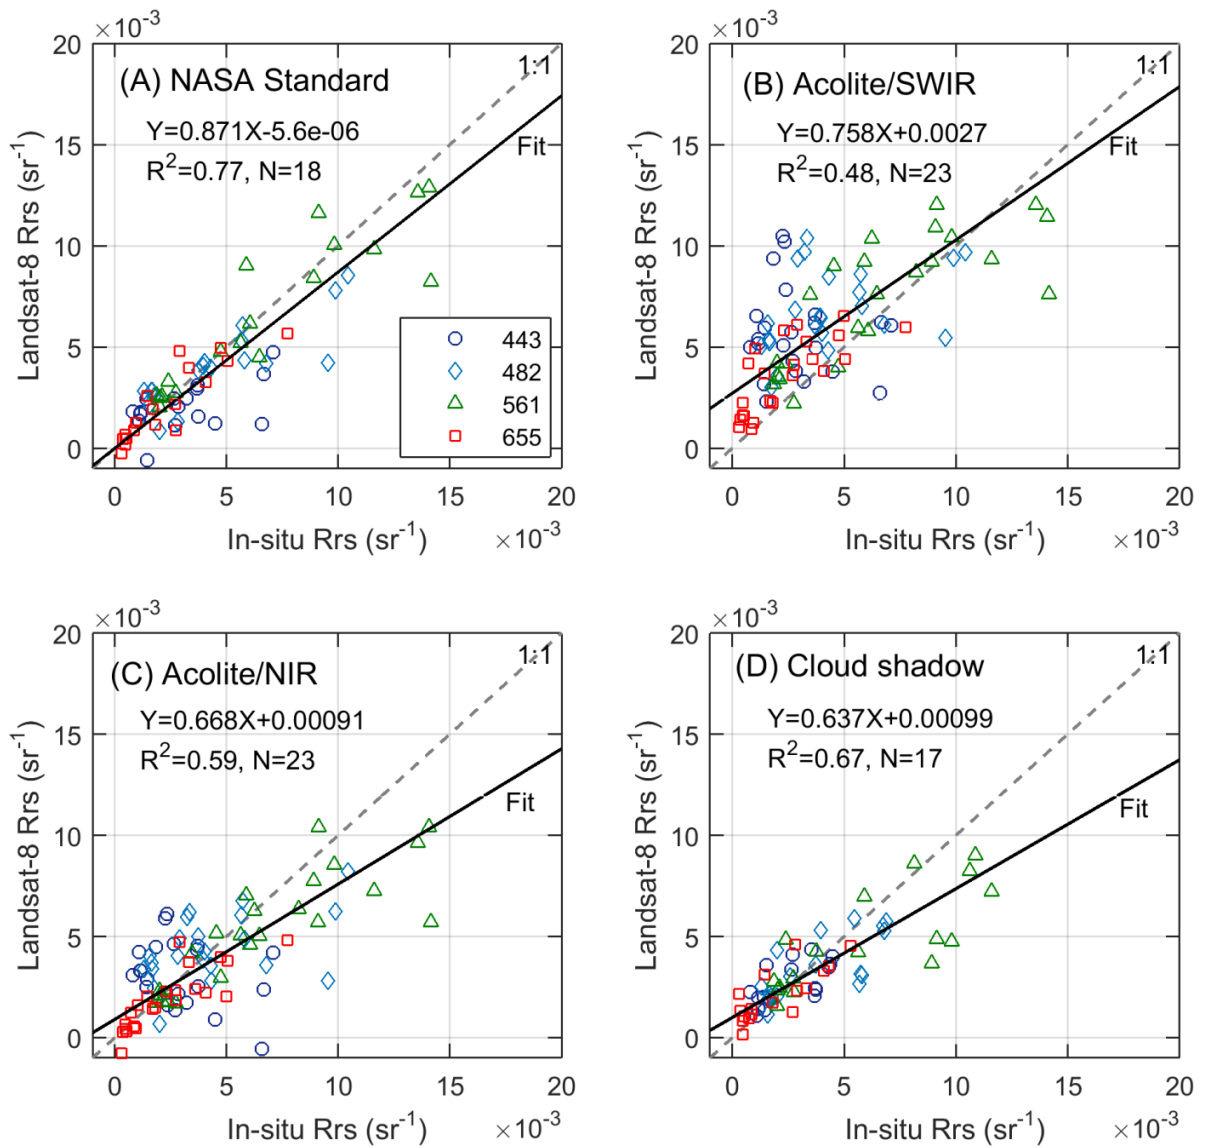 ×10⁻³
20
15
10
5
0
Landsat-8 Rrs (sr⁻¹)
(A) NASA Standard
1:1
Y=0.871X-5.6e-06
R²=0.77, N=18
Fit
443
482
561
655
0 5 10 15 20
In-situ Rrs (sr⁻¹)
×10⁻³
×10⁻³
20
15
10
5
0
Landsat-8 Rrs (sr⁻¹)
(B) Acolite/SWIR
1:1
Y=0.758X+0.0027
R²=0.48, N=23
Fit
0 5 10 15 20
In-situ Rrs (sr⁻¹)
×10⁻³
×10⁻³
20
15
10
5
0
Landsat-8 Rrs (sr⁻¹)
(C) Acolite/NIR
1:1
Y=0.668X+0.00091
R²=0.59, N=23
Fit
0 5 10 15 20
In-situ Rrs (sr⁻¹)
×10⁻³
×10⁻³
20
15
10
5
0
Landsat-8 Rrs (sr⁻¹)
(D) Cloud shadow
1:1
Y=0.637X+0.00099
R²=0.67, N=17
Fit
0 5 10 15 20
In-situ Rrs (sr⁻¹)
×10⁻³